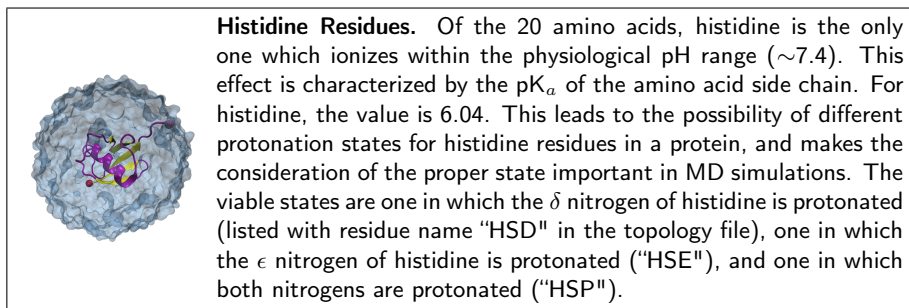 Histidine Residues. Of the 20 amino acids, histidine is the only
one which ionizes within the physiological pH range (∼7.4). This
effect is characterized by the pKₐ of the amino acid side chain. For
histidine, the value is 6.04. This leads to the possibility of different
protonation states for histidine residues in a protein, and makes the
consideration of the proper state important in MD simulations. The
viable states are one in which the δ nitrogen of histidine is protonated
(listed with residue name “HSD" in the topology file), one in which
the ϵ nitrogen of histidine is protonated (“HSE"), and one in which
both nitrogens are protonated (“HSP").